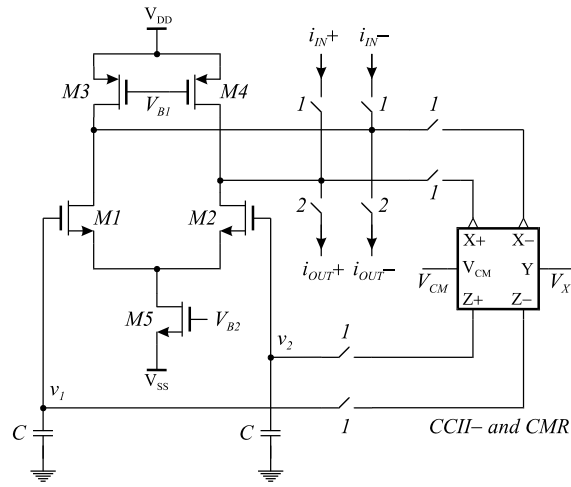 V_DD
i_IN+ i_IN−
M3 M4
V_B1
1 1 1
1
M1 M2
2 2
X+ X−
i_OUT+ i_OUT−
V_CM Y
V_CM V_X
Z+ Z−
M5
V_B2
v_2 1
V_SS
v_1
1
C C
CCII− and CMR